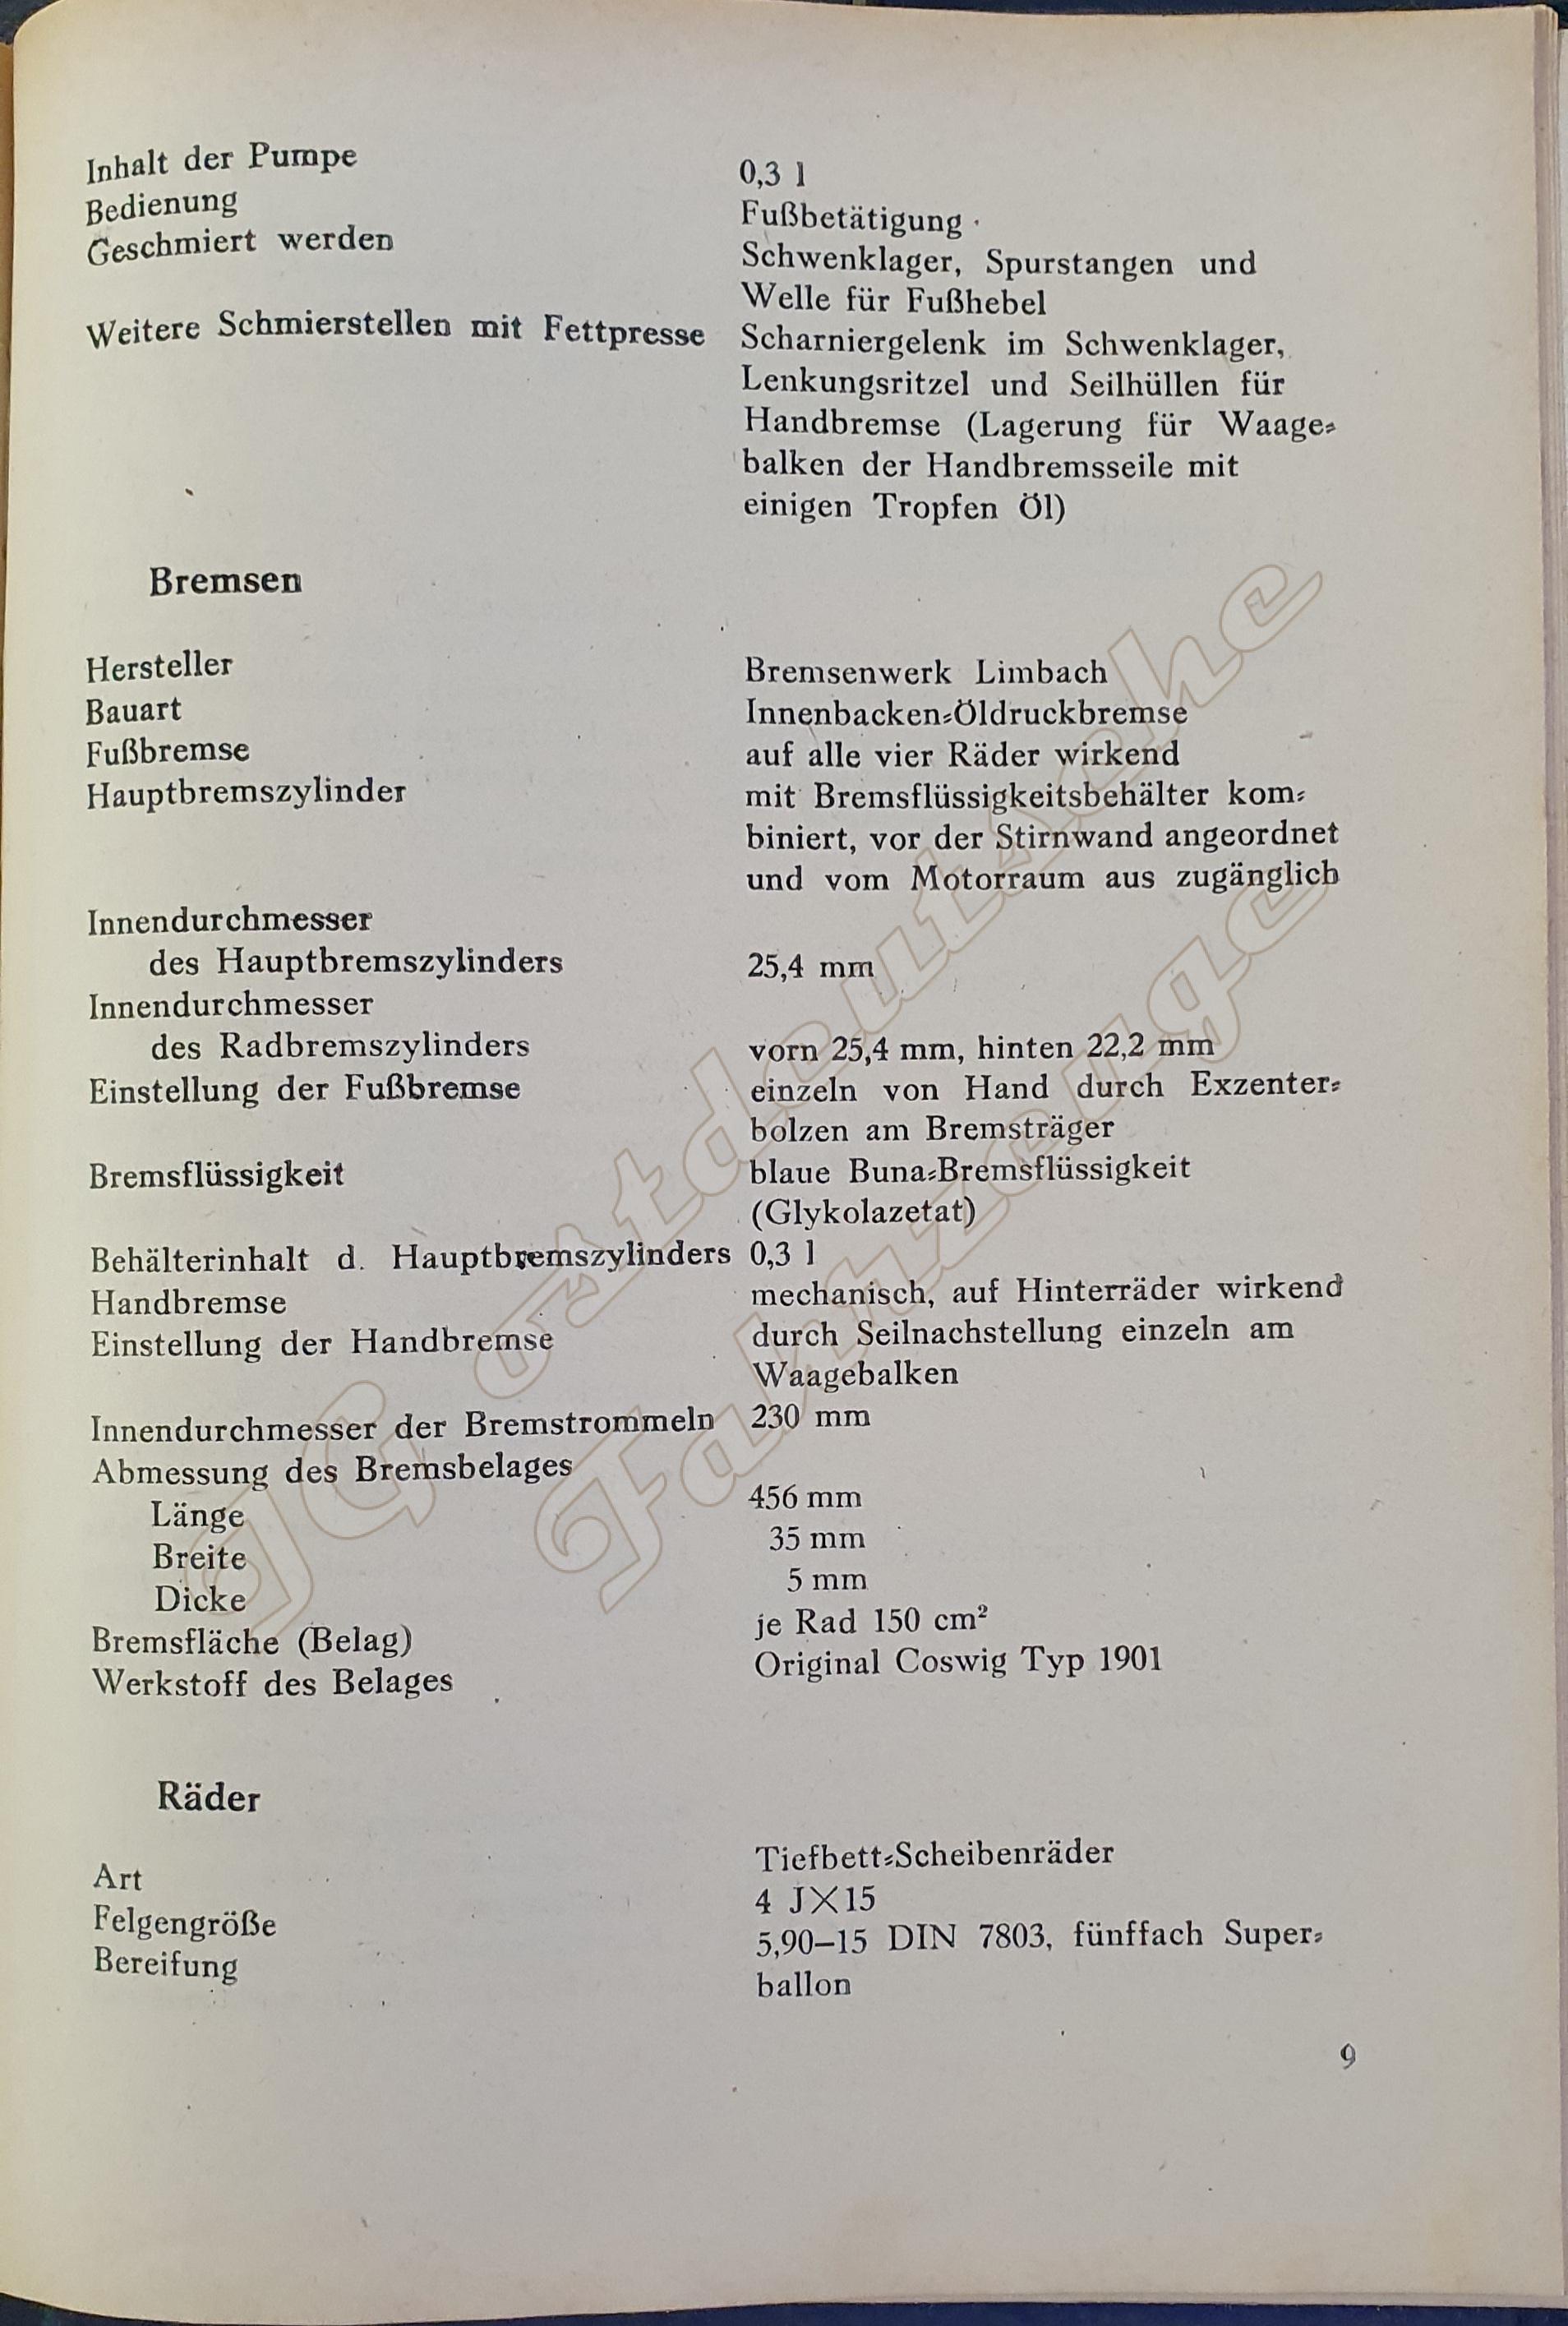 Inhalt der Pumpe 0,3 l
Bedienung Fußbetätigung
Geschmiert werden Schwenklager, Spurstangen und
Welle für Fußhebel
Weitere Schmierstellen mit Fettpresse Scharniergelenk im Schwenklager,
Lenkungsritzel und Seilhüllen für
Handbremse (Lagerung für Waage-
balken der Handbremsseile mit
einigen Tropfen Öl)
Bremsen
Hersteller Bremsenwerk Limbach
Bauart Innenbacken-Öldruckbremse
Fußbremse auf alle vier Räder wirkend
Hauptbremszylinder mit Bremsflüssigkeitsbehälter kom-
biniert, vor der Stirnwand angeordnet
und vom Motorraum aus zugänglich
Innendurchmesser
des Hauptbremszylinders 25,4 mm
Innendurchmesser
des Radbremszylinders vorn 25,4 mm, hinten 22,2 mm
Einstellung der Fußbremse einzeln von Hand durch Exzenter-
bolzen am Bremsträger
Bremsflüssigkeit blaue Buna-Bremsflüssigkeit
(Glykolazetat)
Behälterinhalt d. Hauptbremszylinders 0,3 l
Handbremse mechanisch, auf Hinterräder wirkend
Einstellung der Handbremse durch Seilnachstellung einzeln am
Waagebalken
Innendurchmesser der Bremstrommeln 230 mm
Abmessung des Bremsbelages
Länge 456 mm
Breite 35 mm
Dicke 5 mm
Bremsfläche (Belag) je Rad 150 cm²
Werkstoff des Belages Original Coswig Typ 1901
Räder
Art Tiefbett-Scheibenräder
Felgengröße 4 J×15
Bereifung 5,90–15 DIN 7803, fünffach Super-
ballon
9
IG ostdeutsche
Fahrzeuge